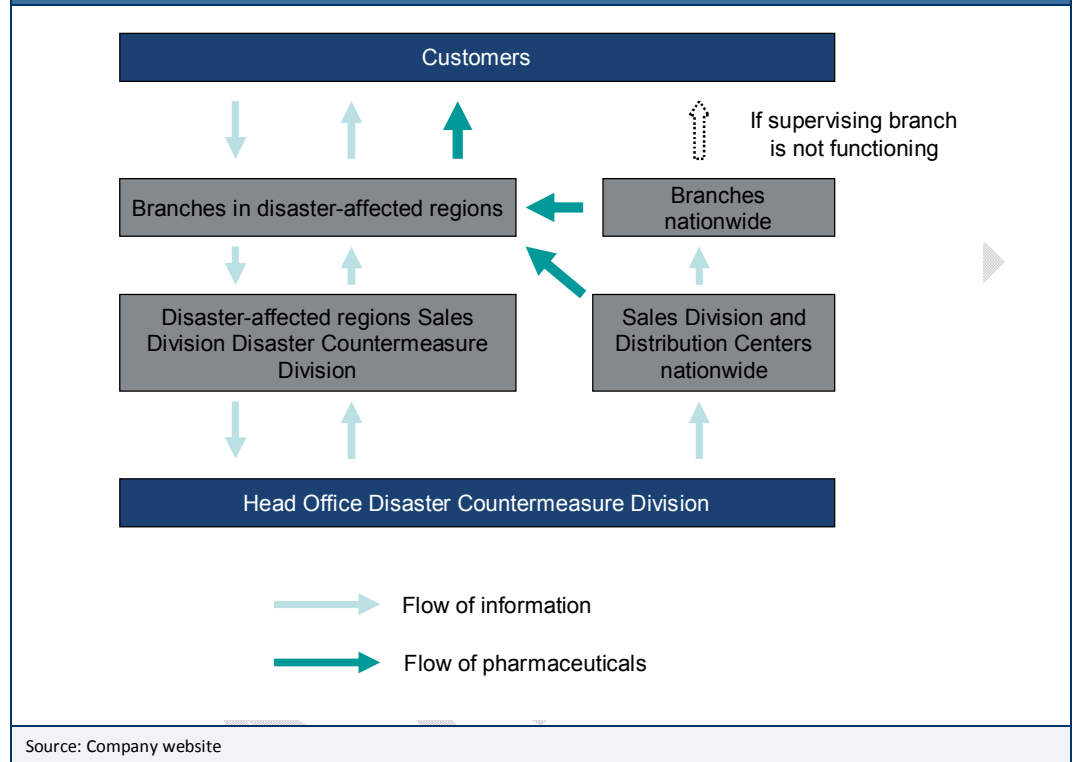 Customers
If supervising branch
is not functioning
Branches in disaster-affected regions
Branches
nationwide
Disaster-affected regions Sales
Division Disaster Countermeasure
Division
Sales Division and
Distribution Centers
nationwide
Head Office Disaster Countermeasure Division
Flow of information
Flow of pharmaceuticals
Source: Company website